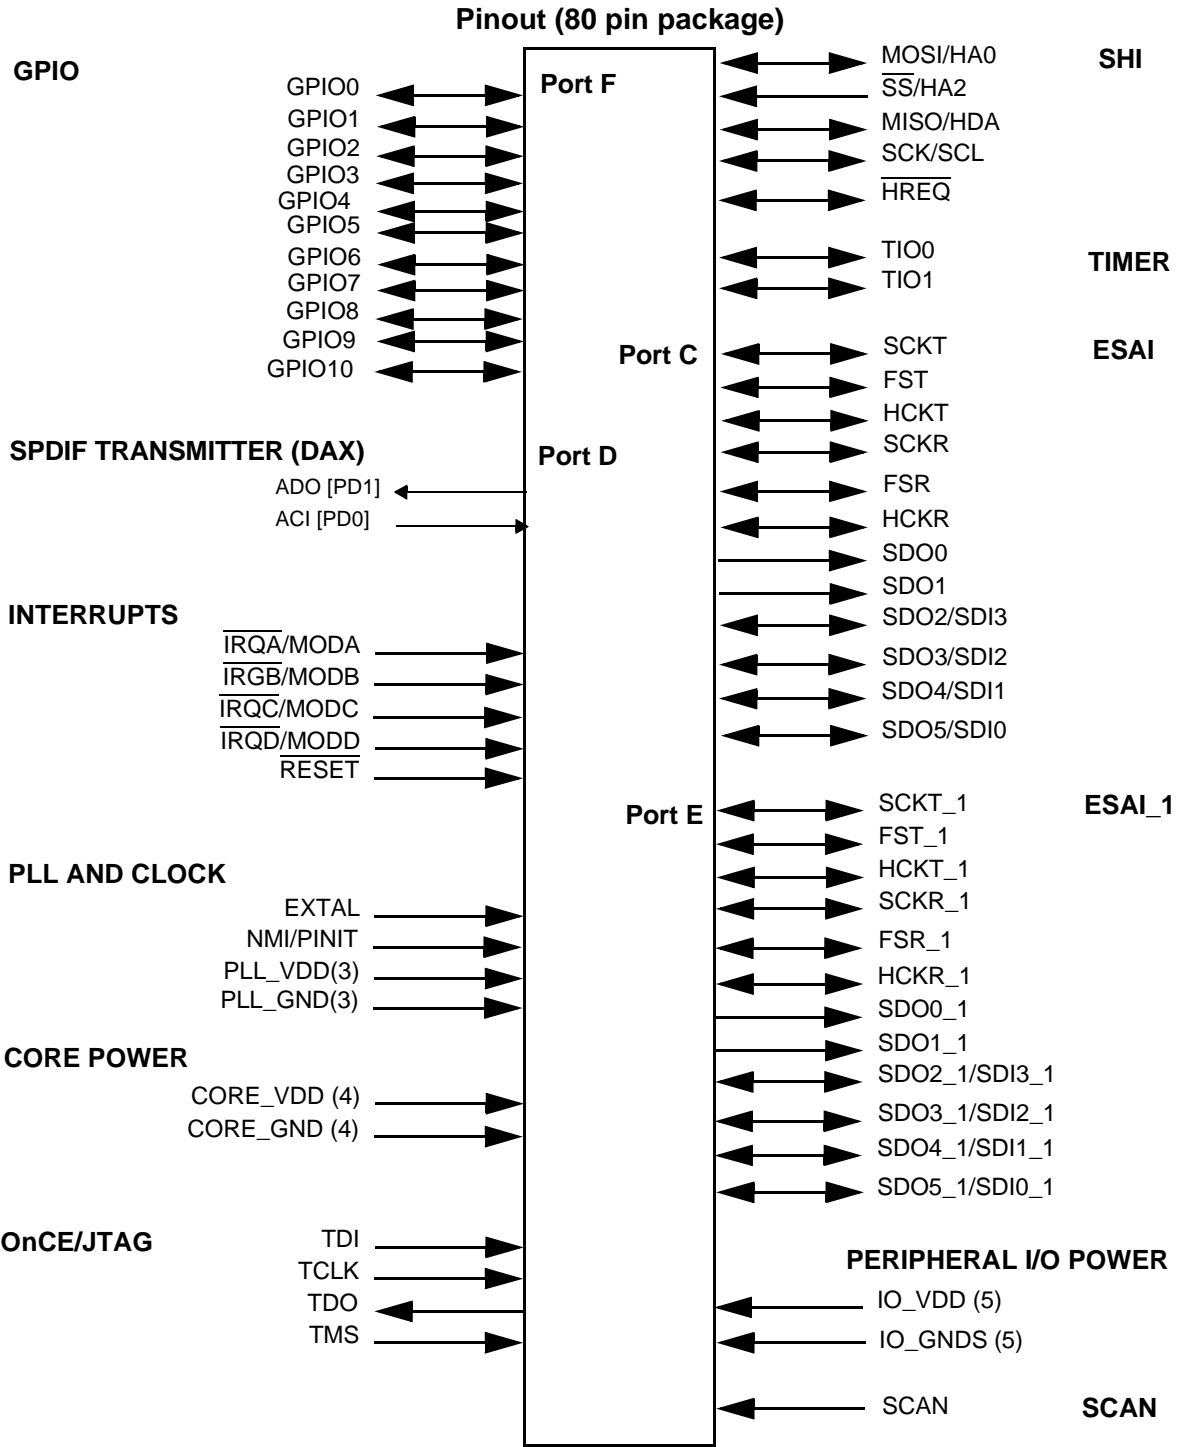 Pinout (80 pin package)
GPIO
Port F
GPIO0
GPIO1
GPIO2
GPIO3
GPIO4
GPIO5
GPIO6
GPIO7
GPIO8
GPIO9
GPIO10
SPDIF TRANSMITTER (DAX)
Port D
ADO [PD1]
ACI [PD0]
INTERRUPTS
IRQA/MODA
IRGB/MODB
IRQC/MODC
IRQD/MODD
RESET
PLL AND CLOCK
EXTAL
NMI/PINIT
PLL_VDD(3)
PLL_GND(3)
CORE POWER
CORE_VDD (4)
CORE_GND (4)
OnCE/JTAG
TDI
TCLK
TDO
TMS
SHI
MOSI/HA0
SS/HA2
MISO/HDA
SCK/SCL
HREQ
TIMER
TIO0
TIO1
Port C
ESAI
SCKT
FST
HCKT
SCKR
FSR
HCKR
SDO0
SDO1
SDO2/SDI3
SDO3/SDI2
SDO4/SDI1
SDO5/SDI0
Port E
ESAI_1
SCKT_1
FST_1
HCKT_1
SCKR_1
FSR_1
HCKR_1
SDO0_1
SDO1_1
SDO2_1/SDI3_1
SDO3_1/SDI2_1
SDO4_1/SDI1_1
SDO5_1/SDI0_1
PERIPHERAL I/O POWER
IO_VDD (5)
IO_GNDS (5)
SCAN
SCAN